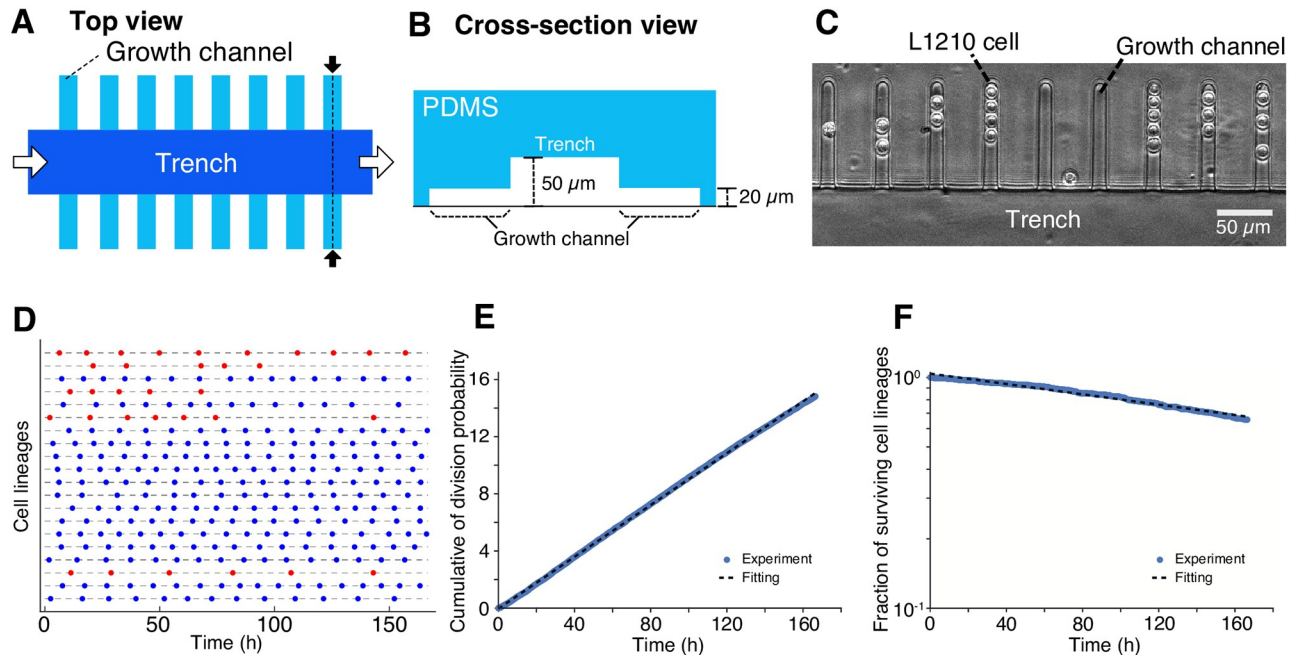 A
Top view
Growth channel
Trench
B
Cross-section view
PDMS
Trench
50 µm
20 µm
Growth channel
C
L1210 cell
Growth channel
Trench
50 µm
D
Cell lineages
0
50
100
150
Time (h)
E
Cumulative of division probability
16
12
8
4
0
0
40
80
120
160
Time (h)
Experiment
Fitting
F
Fraction of surviving cell lineages
10⁰
10⁻¹
0
40
80
120
160
Time (h)
Experiment
Fitting